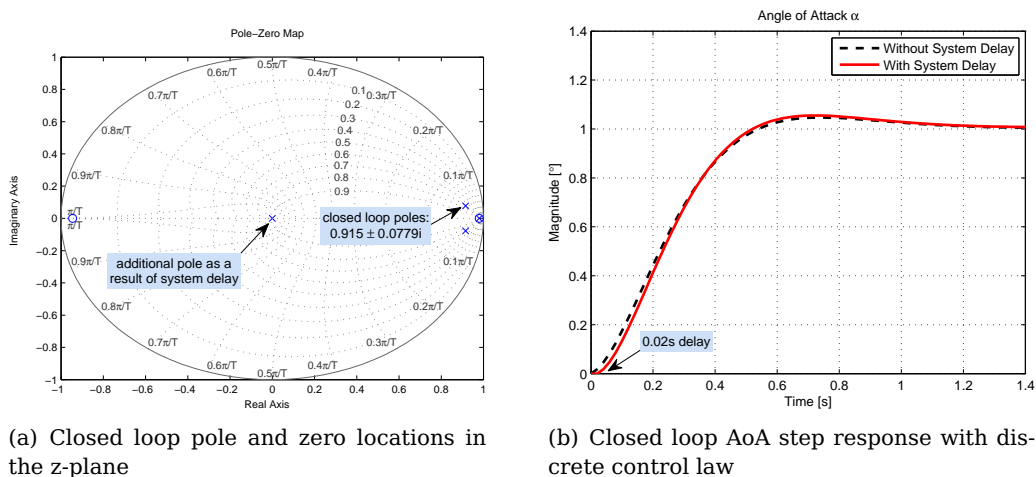 Pole−Zero Map
Imaginary Axis
1
0.8
0.6
0.4
0.2
0
−0.2
−0.4
−0.6
−0.8
−1
0.5π/T
0.6π/T
0.4π/T
0.7π/T
0.3π/T
0.8π/T
0.2π/T
0.9π/T
0.1π/T
π/T
π/T
0.9π/T
0.1π/T
0.8π/T
0.2π/T
0.7π/T
0.3π/T
0.6π/T
0.4π/T
0.5π/T
0.1
0.2
0.3
0.4
0.5
0.6
0.7
0.8
0.9
closed loop poles:
0.915 ± 0.0779i
additional pole as a
result of system delay
−1
−0.8
−0.6
−0.4
−0.2
0
0.2
0.4
0.6
0.8
1
Real Axis
(a) Closed loop pole and zero locations in
the z-plane
Angle of Attack α
Magnitude [°]
1.4
1.2
1
0.8
0.6
0.4
0.2
0
Without System Delay
With System Delay
0.02s delay
0
0.2
0.4
0.6
0.8
1
1.2
1.4
Time [s]
(b) Closed loop AoA step response with dis-
crete control law